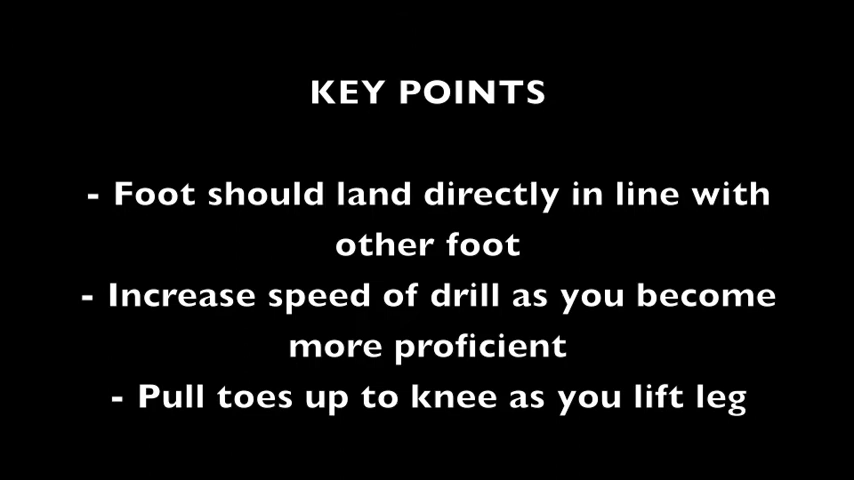 KEY POINTS
- Foot should land directly in line with
other foot
- Increase speed of drill as you become
more proficient
- Pull toes up to knee as you lift leg